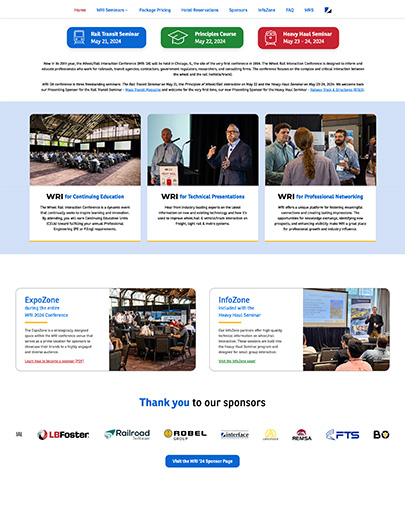 Home WRI Seminars Package Pricing Hotel Reservations Sponsors InfoZone FAQ WRS
Rail Transit Seminar
May 21, 2024
Principles Course
May 22, 2024
Heavy Haul Seminar
May 23 - 24, 2024
Now in its 29th year, the Wheel/Rail Interaction Conference (WRI '24) will be held in Chicago, IL, the site of the very first conference in 1994. The Wheel Rail Interaction Conference is designed to inform and
educate professionals who work for railroads, transit agencies, contractors, government regulators, researchers, and consulting firms. The conference focuses on the complex and critical interaction between
the wheel and the rail (vehicle/track).
WRI '24 conference is three freestanding seminars: The Rail Transit Seminar on May 21, the Principles of Wheel/Rail Interaction on May 22 and the Heavy Haul Seminar on May 23-24, 2024. We welcome back
our Presenting Sponsor for the Rail Transit Seminar - Mass Transit Magazine and welcome for the very first time, our new Presenting Sponsor for the Heavy Haul Seminar - Railway Track & Structures (RT&S).
WRI for Continuing Education
The Wheel Rail Interaction Conference is a dynamic event
that continually seeks to inspire learning and innovation.
By attending, you will earn Continuing Education Units
(CEUs) toward fulfilling your annual Professional
Engineering (PE or P.Eng) requirements.
WRI for Technical Presentations
Hear from industry leading experts on the latest
information on new and existing technology and how it's
used to improve wheel/rail & vehicle/track interaction on
freight, light rail & metro systems.
WRI for Professional Networking
WRI offers a unique platform for fostering meaningful
connections and creating lasting impressions. The
opportunities for knowledge exchange, identifying new
prospects, and enhancing visibility make WRI a great place
for professional growth and industry influence.
ExpoZone
during the entire
WRI 2024 Conference
The ExpoZone is a strategically designed
space within the WRI conference venue that
serves as a prime location for sponsors to
showcase their brands to a highly engaged
and diverse audience.
Learn how to become a sponsor [PDF]
InfoZone
included with the
Heavy Haul Seminar
Our InfoZone partners offer high-quality
technical information on wheel/rail
interaction. These sessions are built into
the Heavy Haul Seminar program and
designed for small group interaction.
Visit the InfoZone page!
Thank you to our sponsors
LBFoster Railroad Software ROBEL GROUP interface REMSA FTS BO
Visit the WRI '24 Sponsor Page